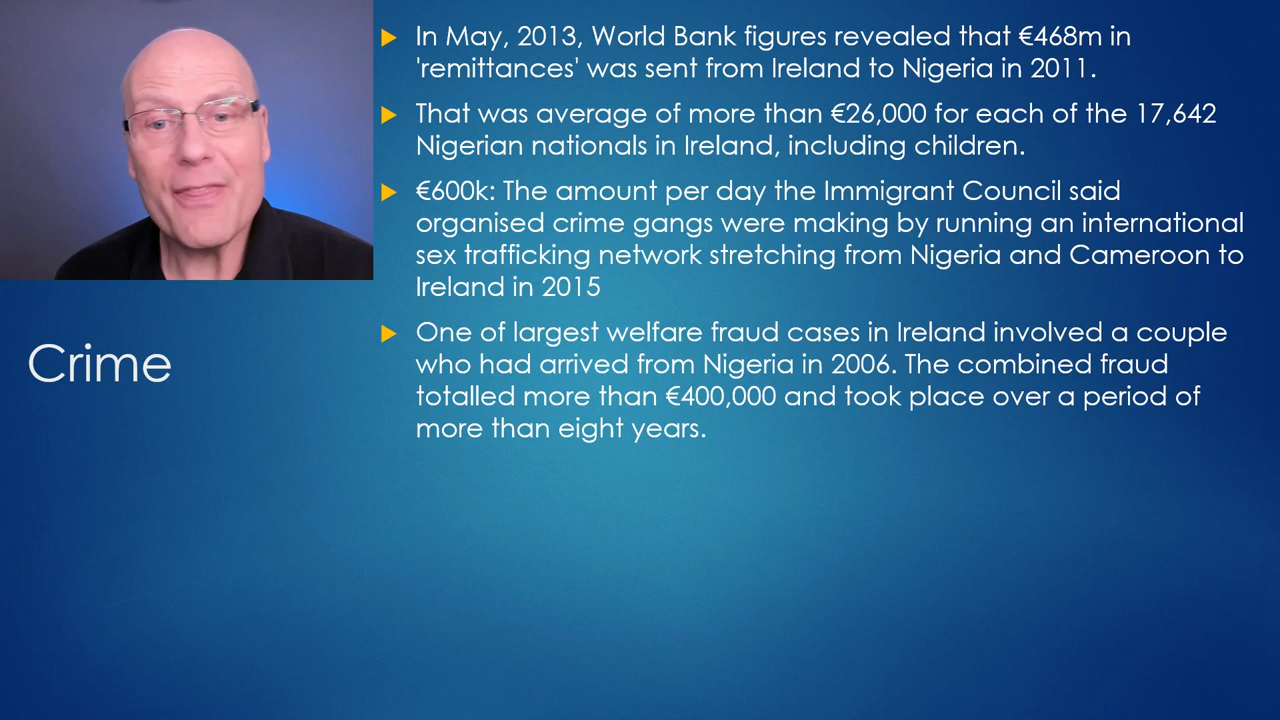 In May, 2013, World Bank figures revealed that €468m in
'remittances' was sent from Ireland to Nigeria in 2011.
That was average of more than €26,000 for each of the 17,642
Nigerian nationals in Ireland, including children.
€600k: The amount per day the Immigrant Council said
organised crime gangs were making by running an international
sex trafficking network stretching from Nigeria and Cameroon to
Ireland in 2015
One of largest welfare fraud cases in Ireland involved a couple
who had arrived from Nigeria in 2006. The combined fraud
totalled more than €400,000 and took place over a period of
more than eight years.
Crime